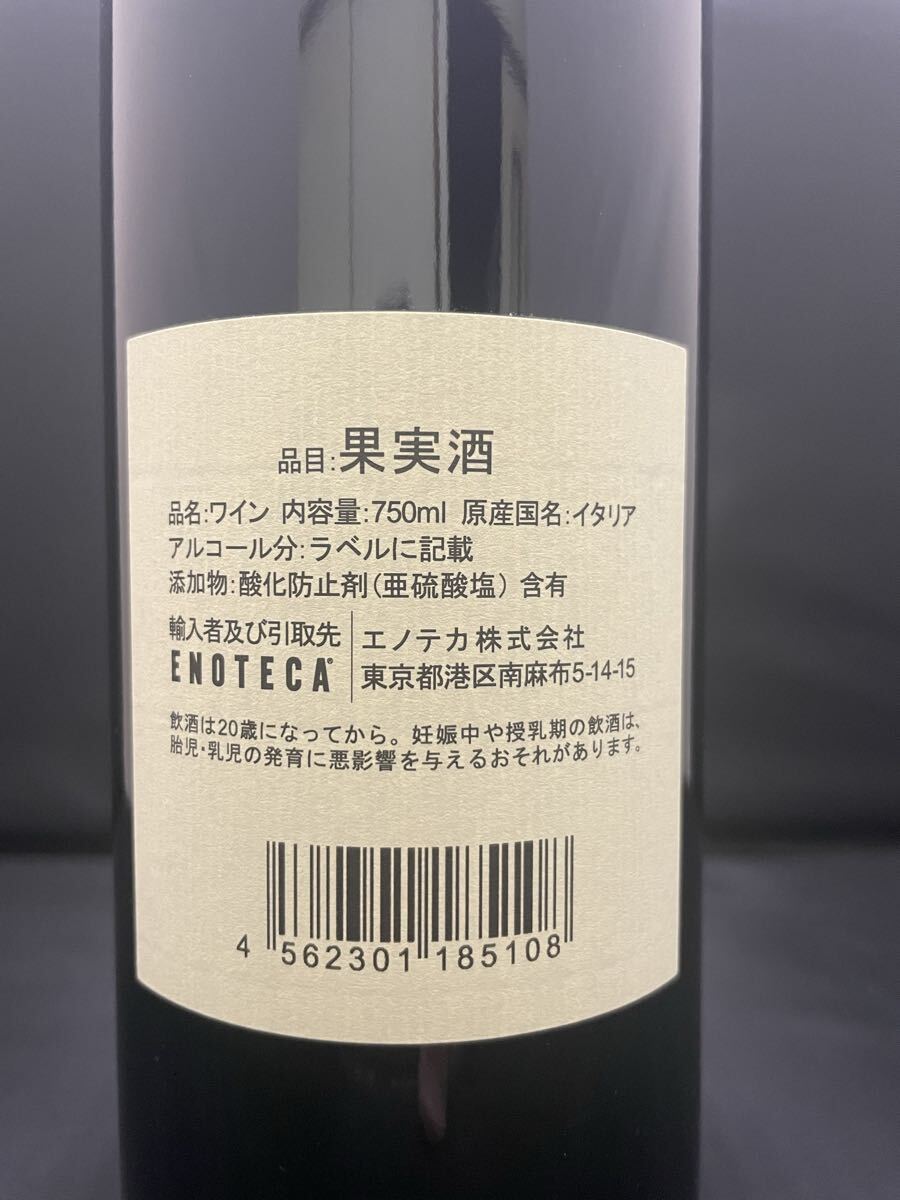 品目:果実酒
品名:ワイン 内容量:750ml 原産国名:イタリア
アルコール分:ラベルに記載
添加物:酸化防止剤(亜硫酸塩) 含有
輸入者及び引取先 エノテカ株式会社
ENOTECA® 東京都港区南麻布5-14-15
飲酒は20歳になってから。妊娠中や授乳期の飲酒は、
胎児・乳児の発育に悪影響を与えるおそれがあります。
4 562301 185108